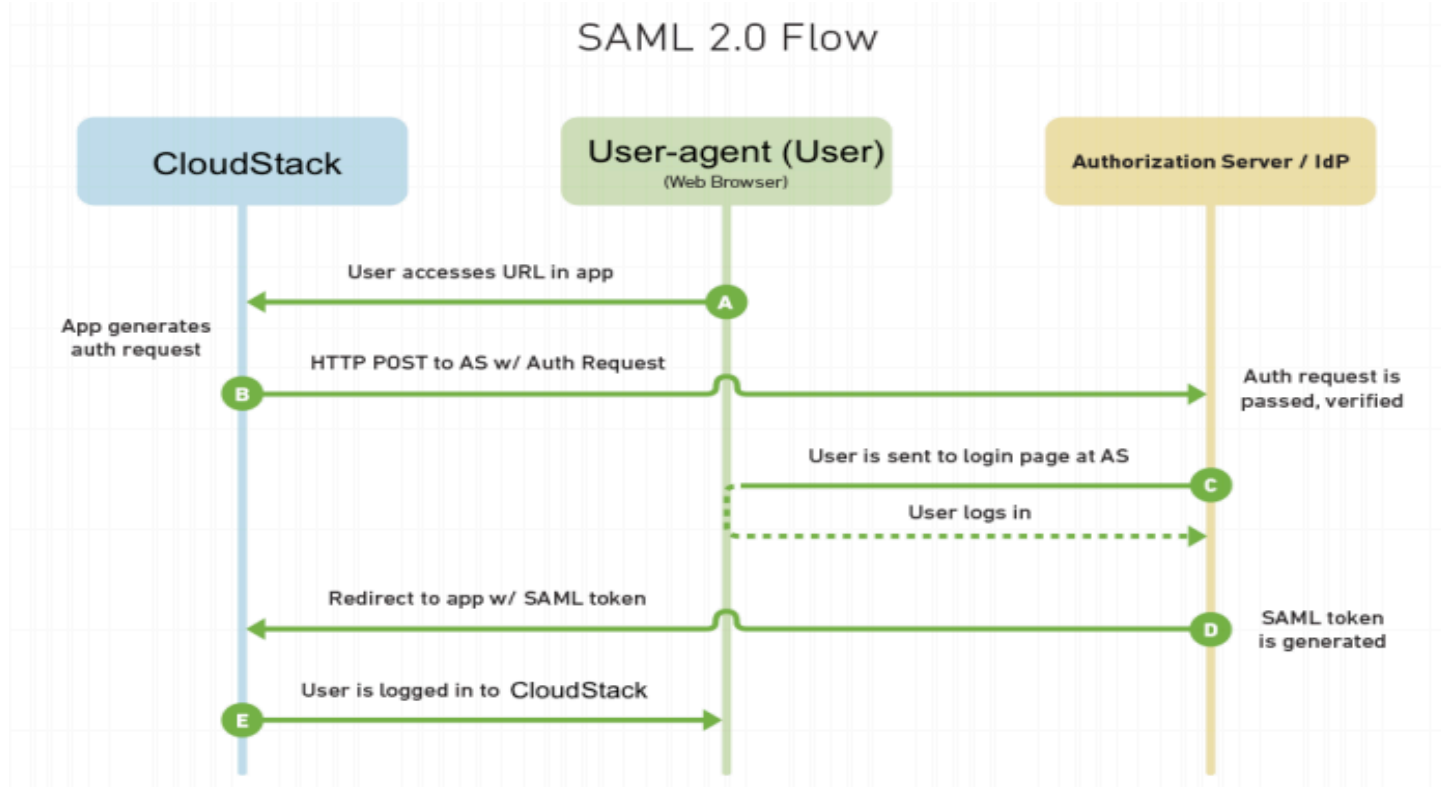 SAML 2.0 Flow
CloudStack
User-agent (User)
(Web Browser)
Authorization Server / IdP
User accesses URL in app
A
App generates
auth request
HTTP POST to AS w/ Auth Request
B
Auth request is
passed, verified
User is sent to login page at AS
C
User logs in
Redirect to app w/ SAML token
D
SAML token
is generated
User is logged in to CloudStack
E